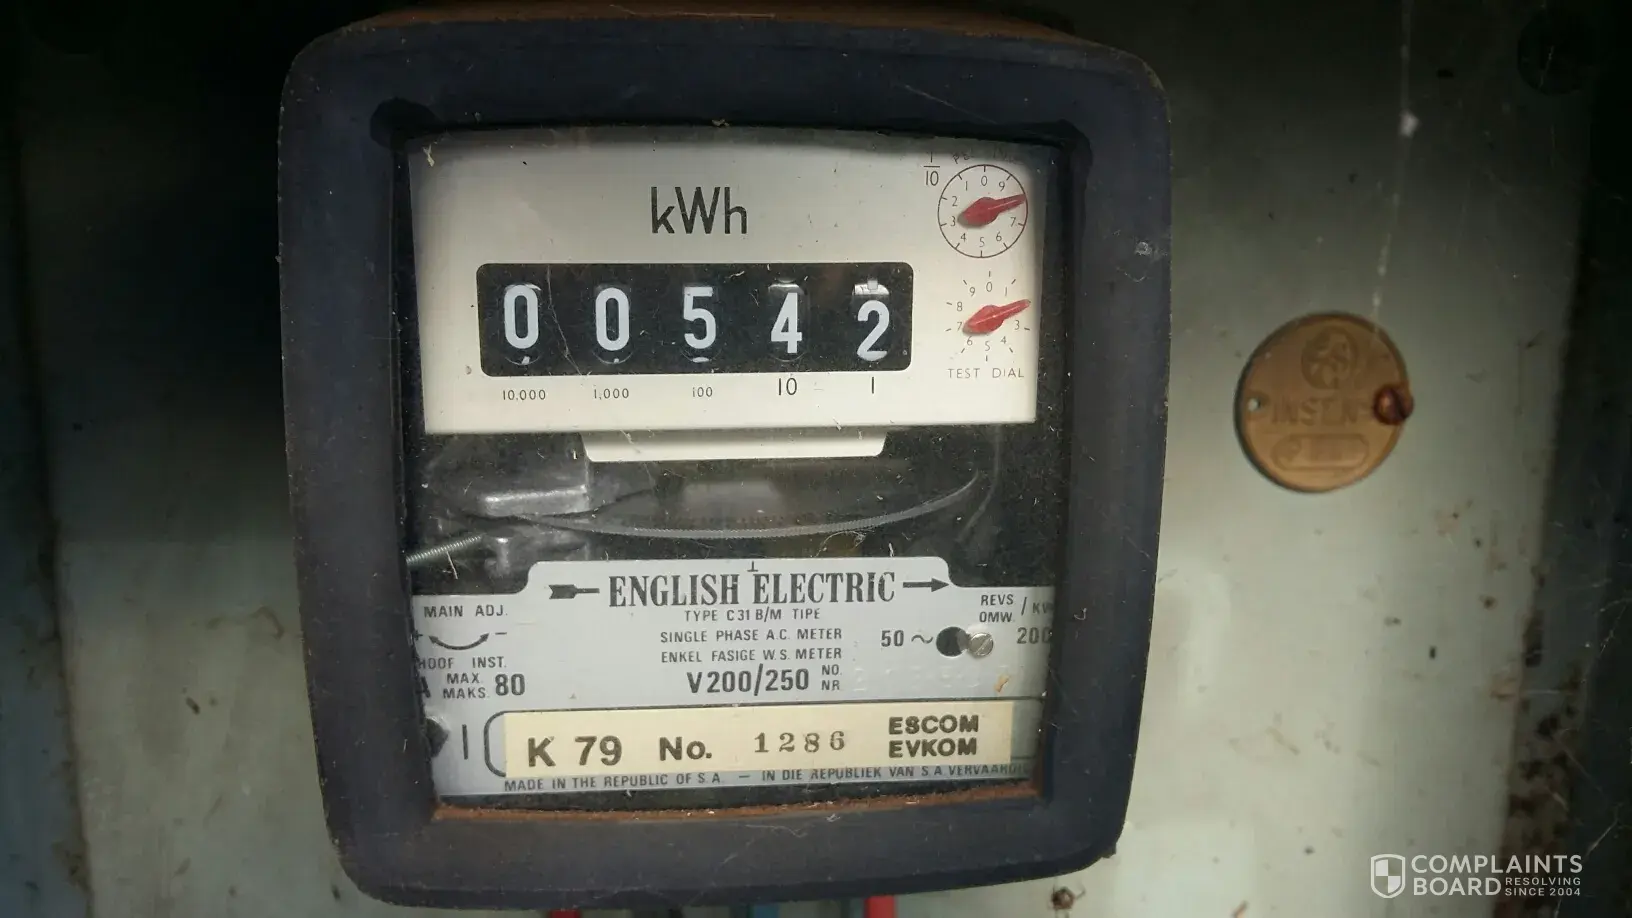 1/10
kWh
1 0 9
2
3 7
4 5 6
0 0 5 4 2
9 0 1
8
7 3
6 5 4
10,000 1,000 100 10 1
TEST DIAL
ENGLISH ELECTRIC
TYPE C31 B/M TIPE
SINGLE PHASE A.C. METER
ENKEL FASIGE W.S. METER
V200/250 NO.
NR
MAIN ADJ.
+ −
HOOF INST.
MAX.
MAKS. 80
50 ~
REVS.
OMW.
200
K 79 No. 1286 ESCOM
EVKOM
MADE IN THE REPUBLIC OF S.A. — IN DIE REPUBLIEK VAN S.A VERVAARDIG
COMPLAINTS
BOARD RESOLVING
SINCE 2004